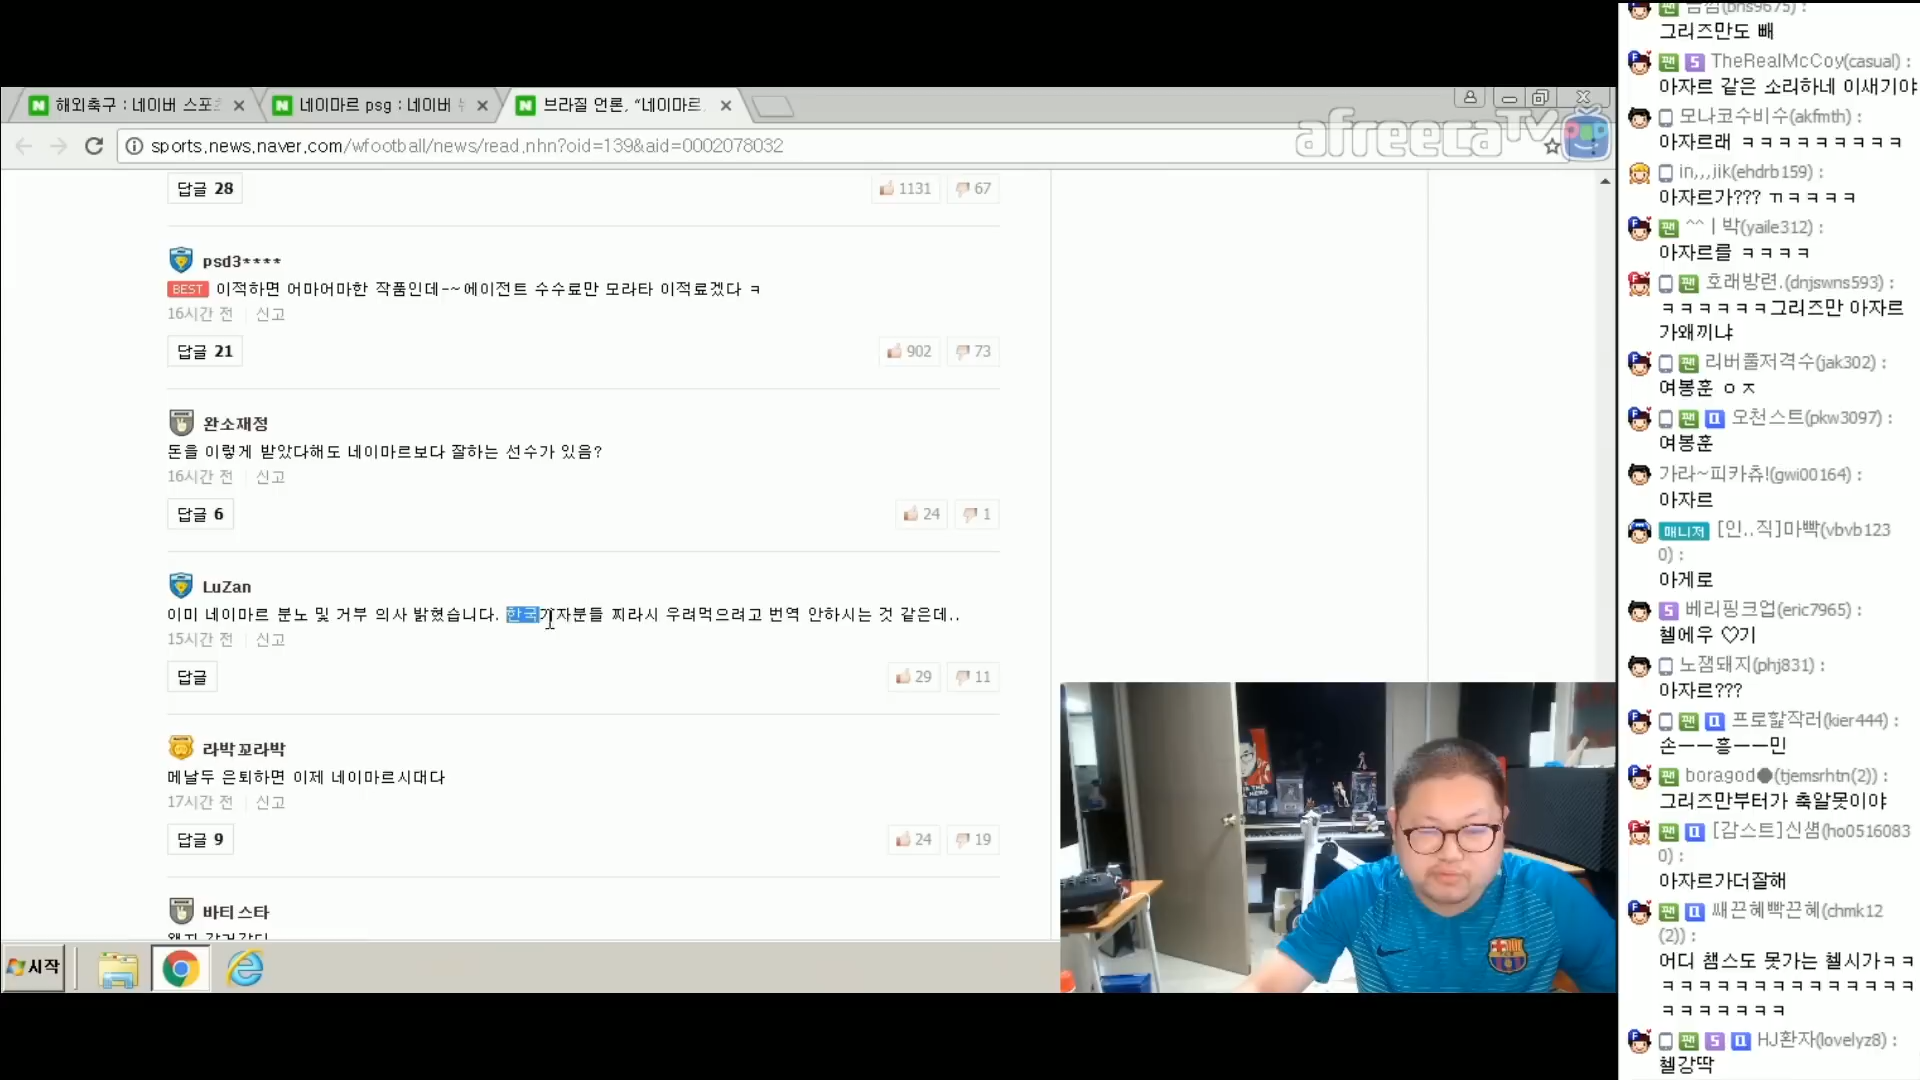 해외축구 : 네이버 스포츠
네이마르 psg : 네이버 뉴
브라질 언론, "네이마르
sports.news.naver.com/wfootball/news/read.nhn?oid=139&aid=0002078032
afreecaTV
답글 28
1131
67
psd3****
BEST 이적하면 어마어마한 작품인데~~에이전트 수수료만 모라타 이적료겠다 ㅋ
16시간 전
신고
답글 21
902
73
완소재정
돈을 이렇게 받았다해도 네이마르보다 잘하는 선수가 있음?
16시간 전
신고
답글 6
24
1
LuZan
이미 네이마르 분노 및 거부 의사 밝혔습니다. 한국기자분들 찌라시 우려먹으려고 번역 안하시는 것 같은데..
15시간 전
신고
답글
29
11
라박꼬라박
메날두 은퇴하면 이제 네이마르시대다
17시간 전
신고
답글 9
24
19
바티스타
시작
그리즈만도 빼
팬 S TheRealMcCoy(casual) :
아자르 같은 소리하네 이새기야
모나코수비수(akfmth) :
아자르래 ㅋㅋㅋㅋㅋㅋㅋㅋㅋ
in,,,jik(ehdrb159) :
아자르가??? ㄲㅋㅋㅋㅋ
팬 ^^ㅣ박(yaile312) :
아자르를 ㅋㅋㅋㅋ
팬 호래방련.(dnjswns593) :
ㅋㅋㅋㅋㅋㅋ그리즈만 아자르
가왜끼냐
팬 리버풀저격수(jak302) :
여봉훈 ㅇㅈ
팬 오천스트(pkw3097) :
여봉훈
가라~피카츄!(gwi00164) :
아자르
매니저 [인..직]마빡(vbvb123
0) :
아게로
S 베리핑크업(eric7965) :
첼에우 ♡기
노잼돼지(phj831) :
아자르???
팬 프로핥작러(kier444) :
손ㅡㅡ흥ㅡㅡ민
팬 boragod●(tjemsrhtn(2)) :
그리즈만부터가 축알못이야
팬 [감스트]신셤(ho0516083
0) :
아자르가더잘해
팬 쌔끈혜빡끈혜(chmk12
(2)) :
어디 챔스도 못가는 첼시가ㅋㅋ
ㅋㅋㅋㅋㅋㅋㅋㅋㅋㅋㅋㅋㅋㅋ
ㅋㅋㅋㅋㅋㅋㅋ
팬 S HJ환자(lovelyz8) :
첼강딱